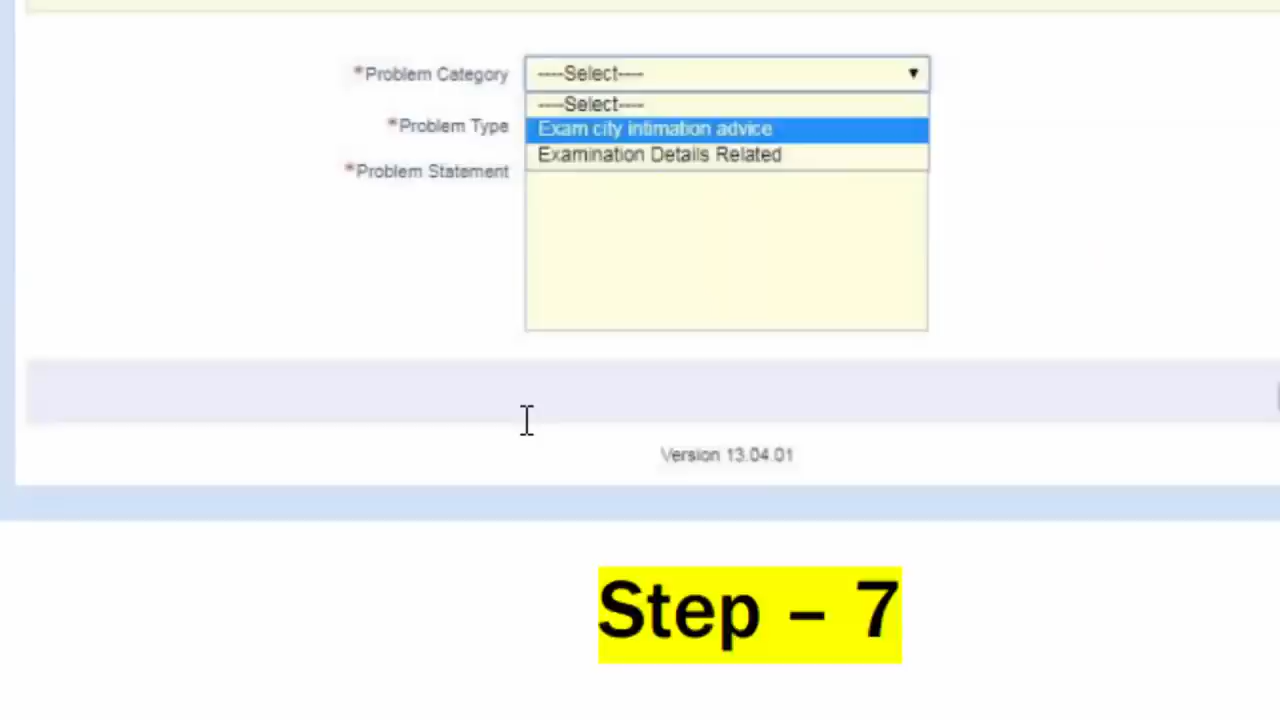 *Problem Category ----Select----
----Select----
*Problem Type Exam city intimation advice
Examination Details Related
*Problem Statement
Version 13.04.01
Step – 7